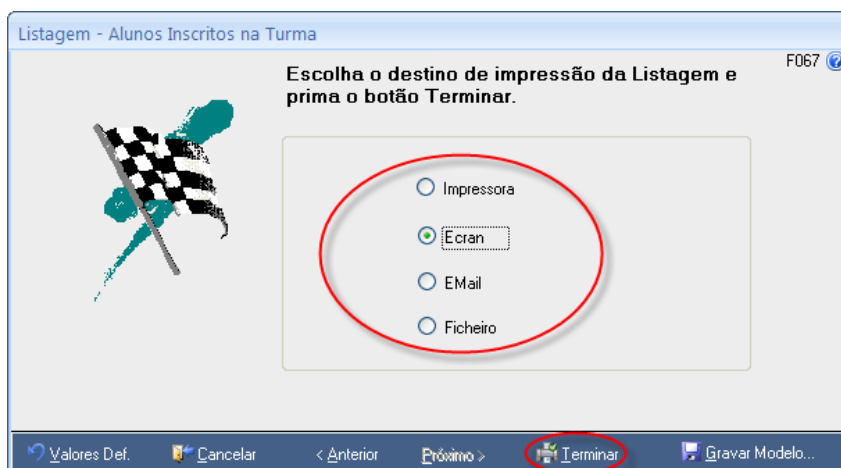 Listagem - Alunos Inscritos na Turma
F067
Escolha o destino de impressão da Listagem e
prima o botão Terminar.
Impressora
Ecran
EMail
Ficheiro
Valores Def. Cancelar < Anterior Próximo > Terminar Gravar Modelo...